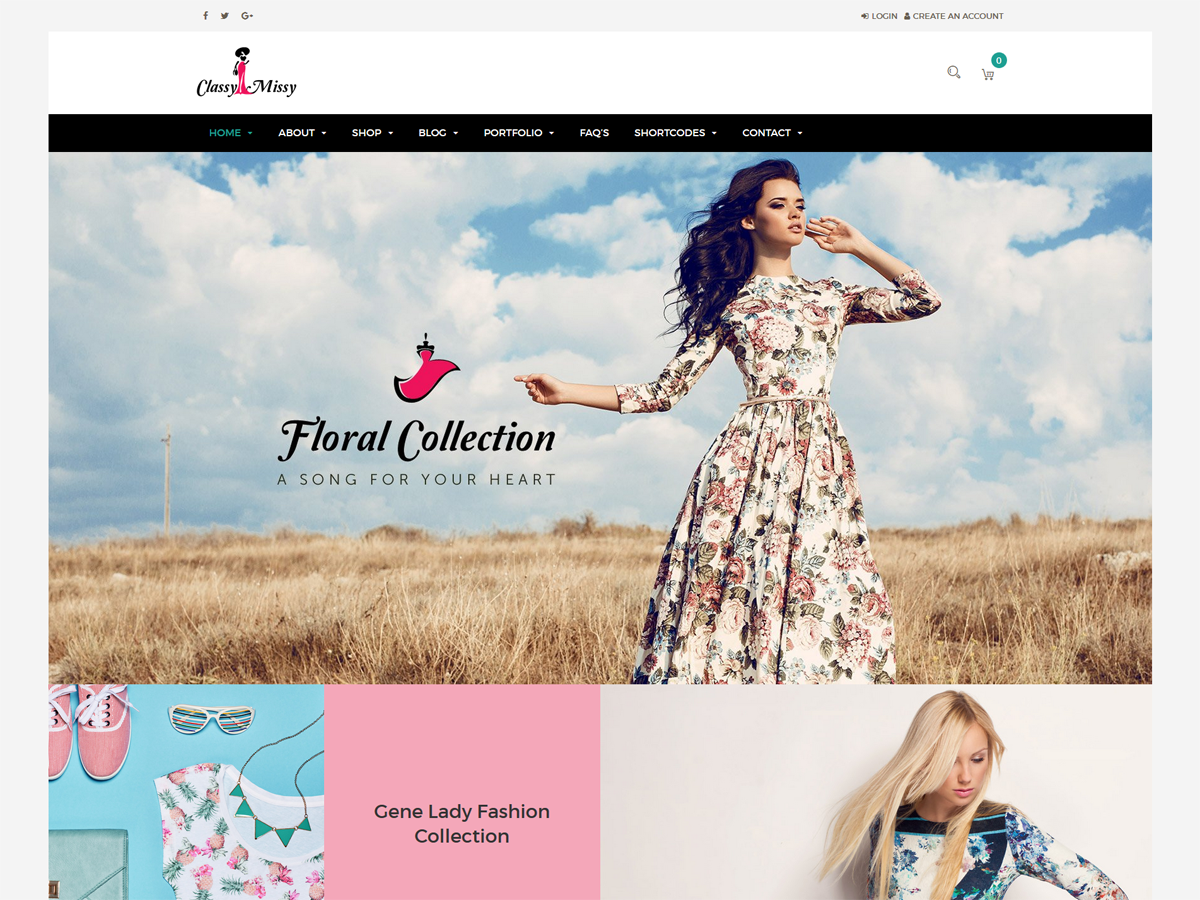 LOGIN CREATE AN ACCOUNT
Classy Missy
0
HOME ABOUT SHOP BLOG PORTFOLIO FAQ'S SHORTCODES CONTACT
Floral Collection
A SONG FOR YOUR HEART
Gene Lady Fashion
Collection